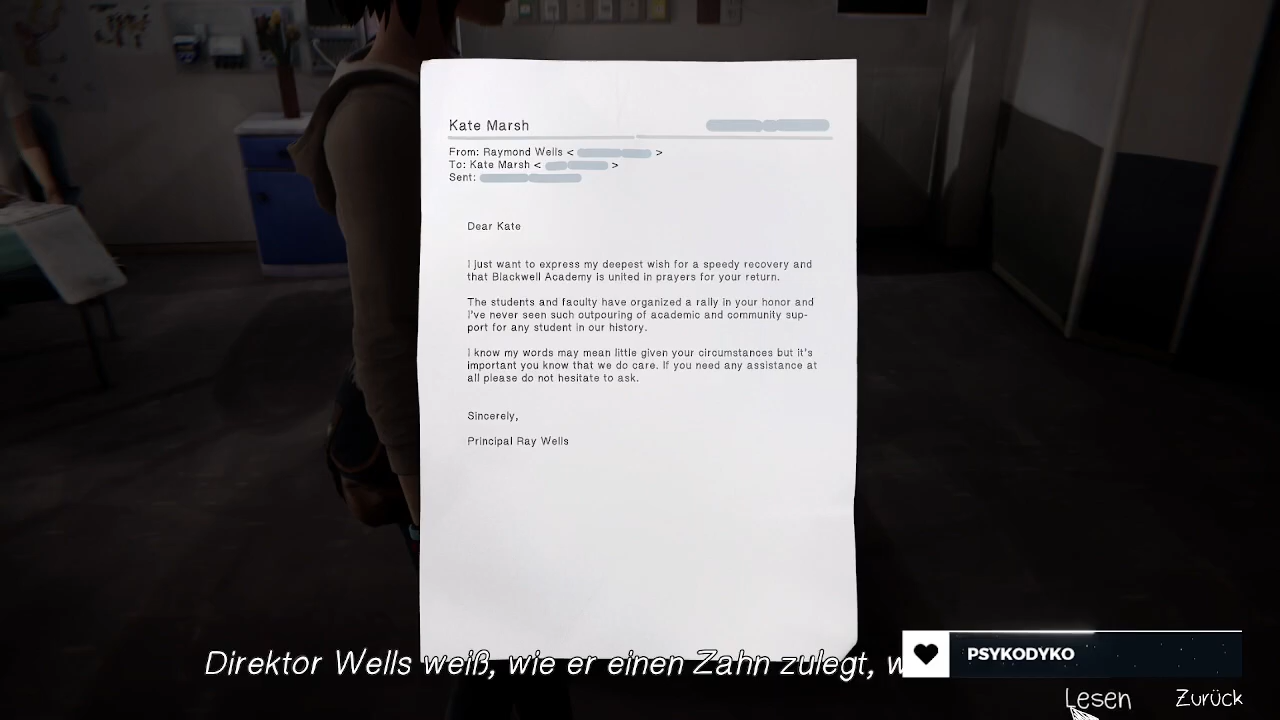 Kate Marsh
From: Raymond Wells < >
To: Kate Marsh < >
Sent:
Dear Kate
I just want to express my deepest wish for a speedy recovery and
that Blackwell Academy is united in prayers for your return.
The students and faculty have organized a rally in your honor and
I've never seen such outpouring of academic and community sup-
port for any student in our history.
I know my words may mean little given your circumstances but it's
important you know that we do care. If you need any assistance at
all please do not hesitate to ask.
Sincerely,
Principal Ray Wells
Direktor Wells weiß, wie er einen Zahn zulegt, w
PSYKODYKO
Lesen Zurück